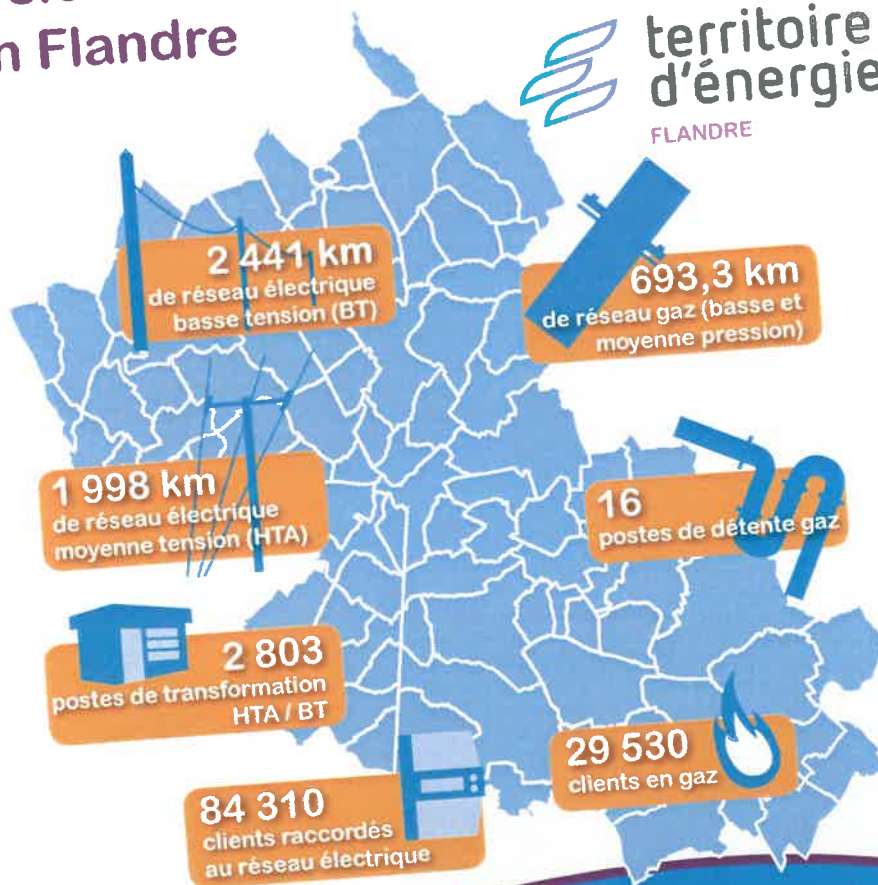 en Flandre
territoire
d'énergie
FLANDRE
2 441 km
de réseau électrique
basse tension (BT)
693,3 km
de réseau gaz (basse et
moyenne pression)
1 998 km
de réseau électrique
moyenne tension (HTA)
16
postes de détente gaz
2 803
postes de transformation
HTA / BT
29 530
clients en gaz
84 310
clients raccordés
au réseau électrique